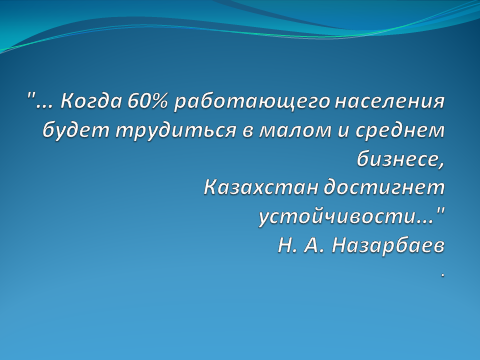 "... Когда 60% работающего населения
будет трудиться в малом и среднем
бизнесе,
Казахстан достигнет
устойчивости..."
Н. А. Назарбаев
.